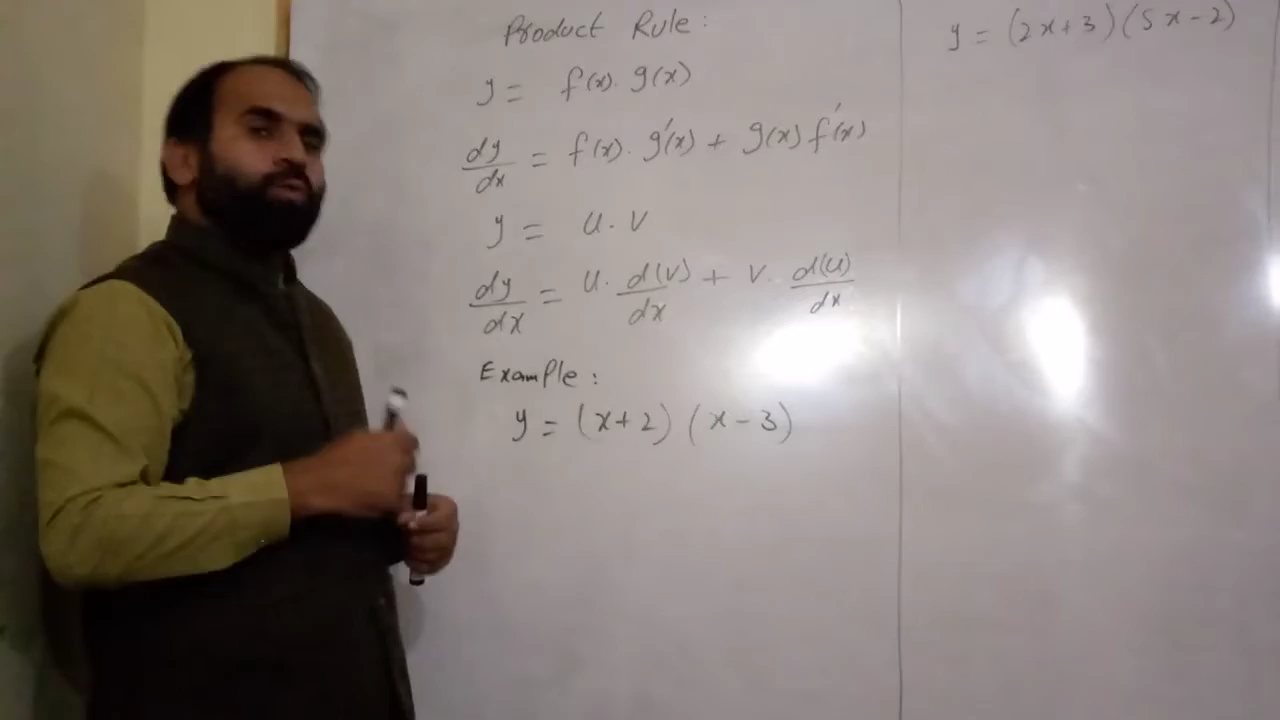 Product Rule:
y = f(x). g(x)
dy/dx = f(x). g'(x) + g(x) f'(x)
y = u. v
dy/dx = u. d(v)/dx + v. d(u)/dx
Example:
y = (x+2) (x-3)
y = (2x+3)(5x-2)